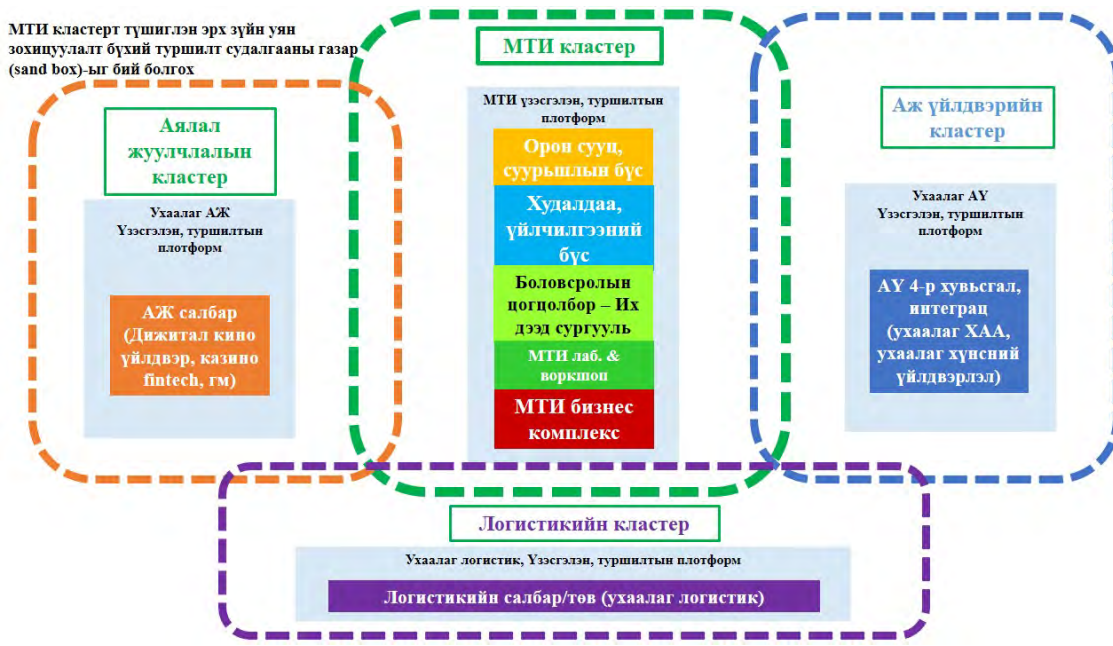 МТИ кластерт түшиглэн эрх зүйн уян
зохицуулалт бүхий туршилт судалгааны газар
(sand box)-ыг бий болгох
Аялал
жуулчлалын
кластер
Ухаалаг АЖ
Үзэсгэлэн, туршилтын
плотформ
АЖ салбар
(Дижитал кино
үйлдвэр, казино
fintech, гм)
МТИ кластер
МТИ үзэсгэлэн, туршилтын
плотформ
Орон сууц,
суурьшлын бүс
Худалдаа,
үйлчилгээний
бүс
Боловсролын
цогцолбор – Их
дээд сургууль
МТИ лаб. &
воркшоп
МТИ бизнес
комплекс
Аж үйлдвэрийн
кластер
Ухаалаг АҮ
Үзэсгэлэн, туршилтын
плотформ
АҮ 4-р хувьсгал,
интеграц
(ухаалаг ХАА,
ухаалаг хүнсний
үйлдвэрлэл)
Логистикийн кластер
Ухаалаг логистик, Үзэсгэлэн, туршилтын плотформ
Логистикийн салбар/төв (ухаалаг логистик)